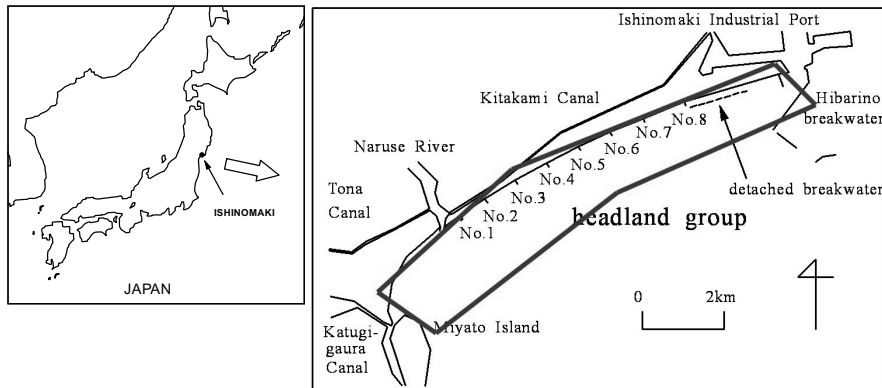 ISHINOMAKI
JAPAN
Ishinomaki Industrial Port
Kitakami Canal
Hibarino
breakwater
Naruse River
No.8
No.7
No.6
No.5
No.4
No.3
No.2
No.1
Tona
Canal
detached breakwater
headland group
0 2km
Miyato Island
Katugi-
gaura
Canal